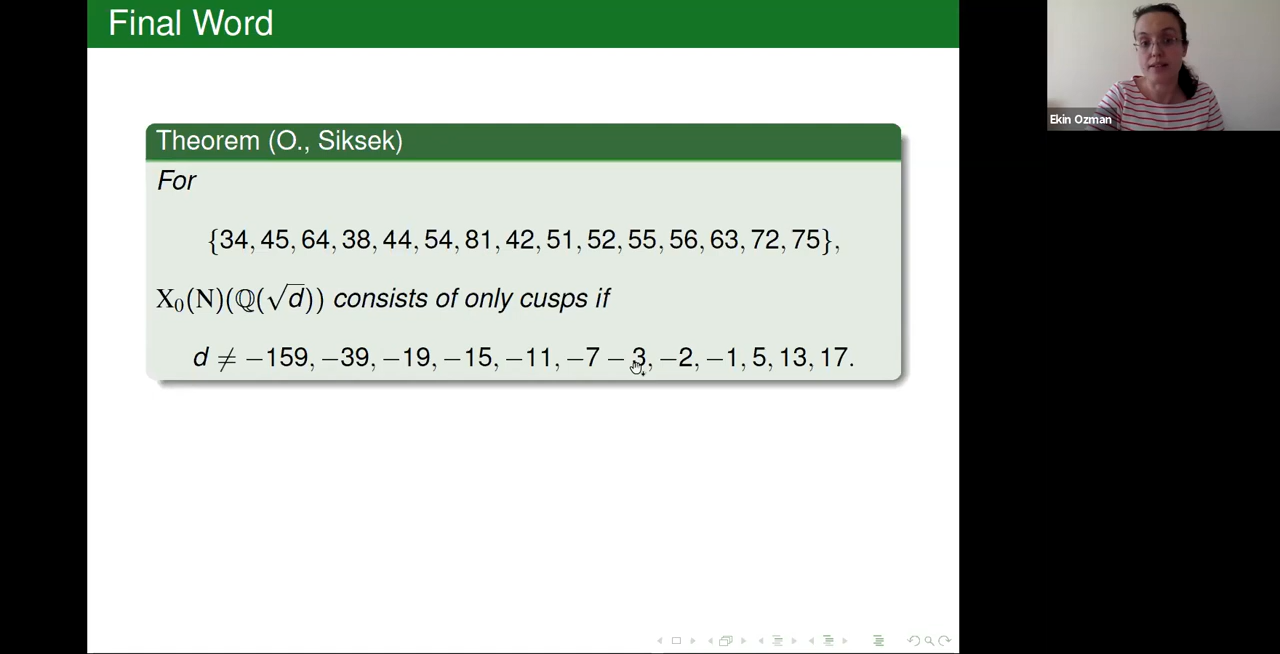 Final Word
Ekin Ozman
Theorem (O., Siksek)
For
{34, 45, 64, 38, 44, 54, 81, 42, 51, 52, 55, 56, 63, 72, 75},
X₀(N)(ℚ(√d)) consists of only cusps if
d ≠ −159, −39, −19, −15, −11, −7 − 3, −2, −1, 5, 13, 17.